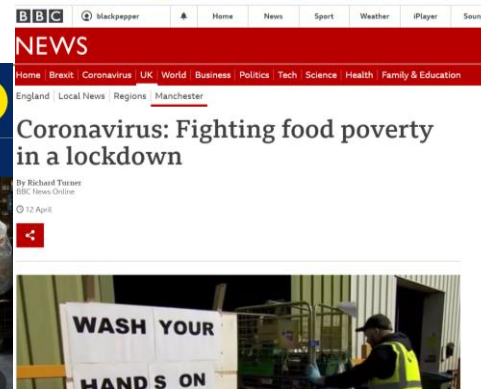 BBC blackpepper Home News Sport Weather iPlayer Soun
NEWS
Home Brexit Coronavirus UK World Business Politics Tech Science Health Family & Education
England Local News Regions Manchester
Coronavirus: Fighting food poverty
in a lockdown
By Richard Turner
BBC News Online
12 April
WASH YOUR
HANDS ON